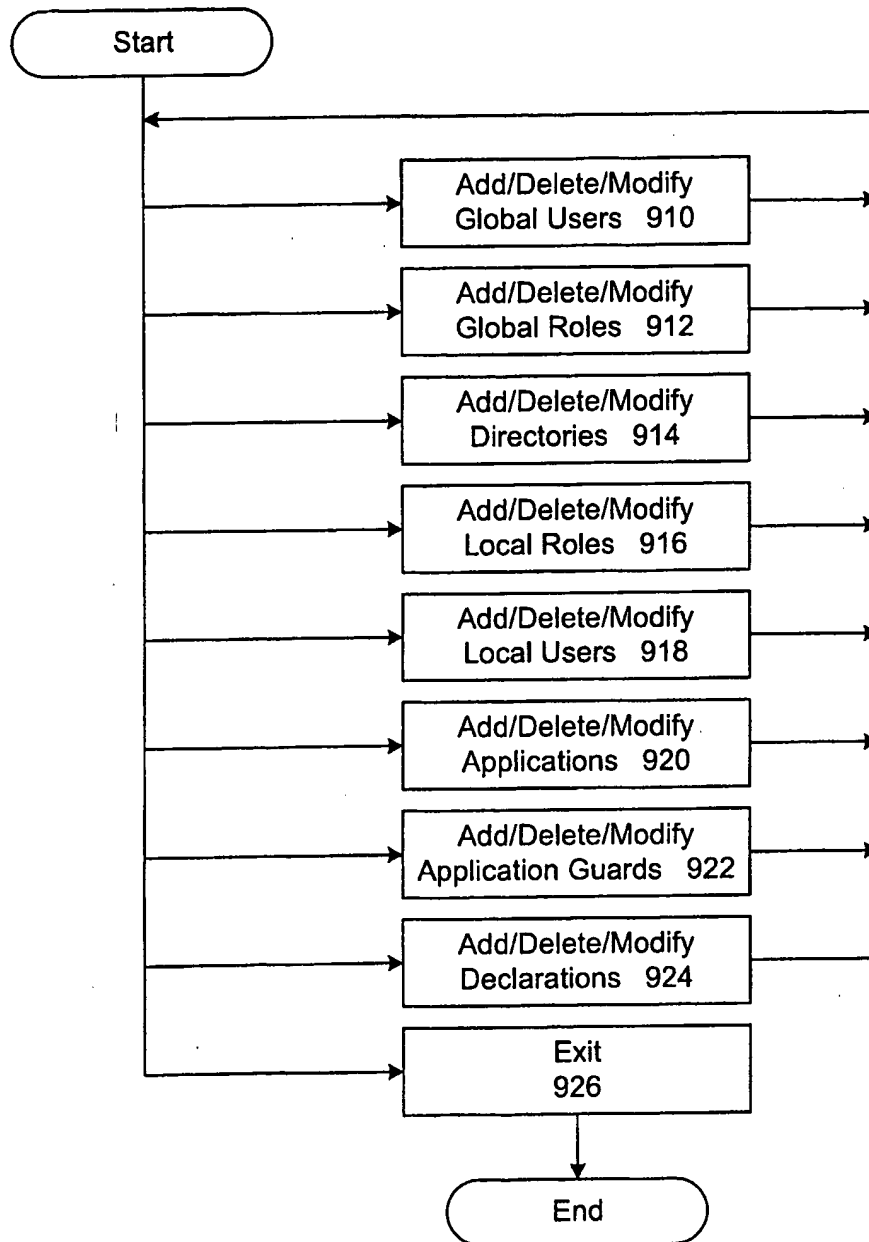 Start
Add/Delete/Modify
Global Users 910
Add/Delete/Modify
Global Roles 912
Add/Delete/Modify
Directories 914
Add/Delete/Modify
Local Roles 916
Add/Delete/Modify
Local Users 918
Add/Delete/Modify
Applications 920
Add/Delete/Modify
Application Guards 922
Add/Delete/Modify
Declarations 924
Exit
926
End